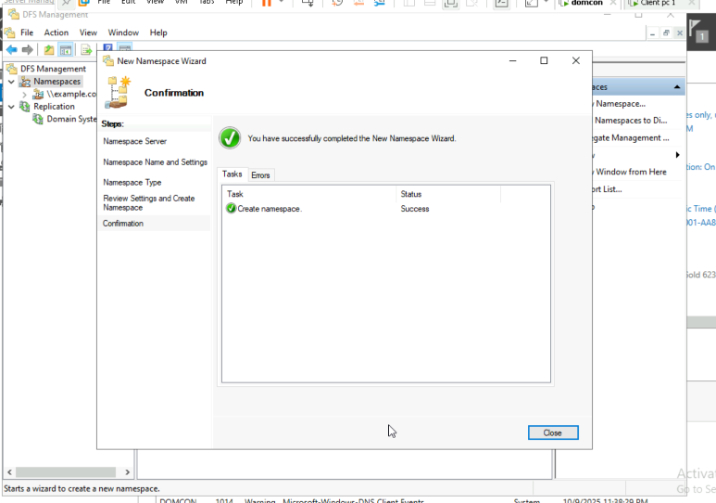 File Edit View VM Tabs Help
domcon
Client pc 1
DFS Management
File Action View Window Help
1
DFS Management
Namespaces
\\example.co
Replication
Domain Syste
New Namespace Wizard
Confirmation
Steps:
Namespace Server
Namespace Name and Settings
Namespace Type
Review Settings and Create
Namespace
Confirmation
You have successfully completed the New Namespace Wizard.
Tasks Errors
Task Status
Create namespace. Success
Close
aces
Namespace...
Namespaces to Di...
egate Management ...
Window from Here
ort List...
es only,
M
tion: On
c Time (
001-AA8
Gold 623
Activa
Go to Se
Starts a wizard to create a new namespace.
DOMCON 1014 Warning Microsoft-Windows-DNS Client Events System 10/9/2025 11:38:29 PM